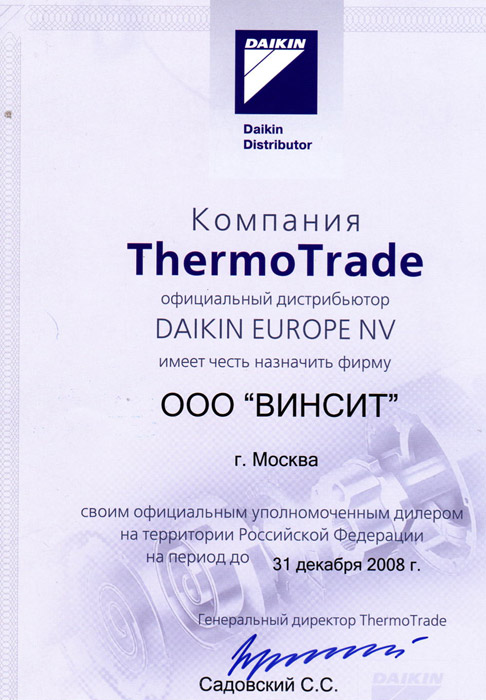 DAIKIN
Daikin
Distributor
Компания
ThermoTrade
официальный дистрибьютор
DAIKIN EUROPE NV
имеет честь назначить фирму
ООО “ВИНСИТ”
г. Москва
своим официальным уполномоченным дилером
на территории Российской Федерации
на период до 31 декабря 2008 г.
Генеральный директор ThermoTrade
Садовский С.С.
DAIKIN